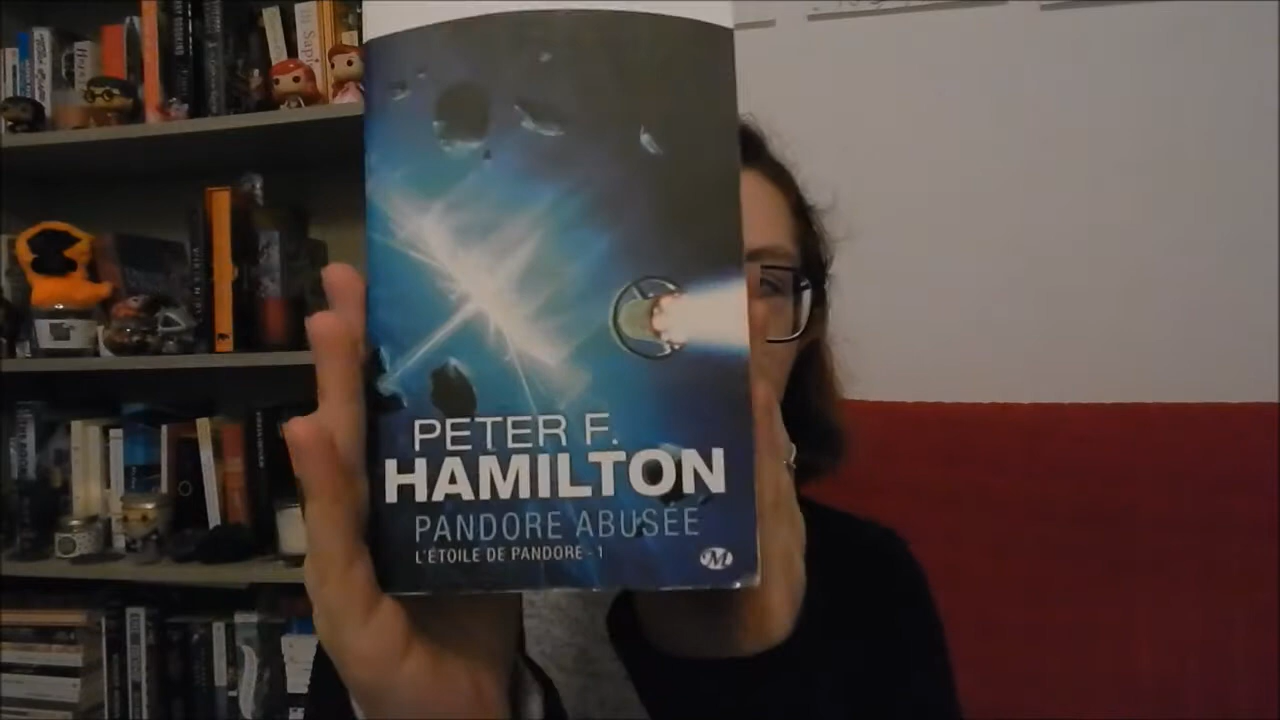 PETER F.
HAMILTON
PANDORE ABUSÉE
L'ÉTOILE DE PANDORE - 1
M